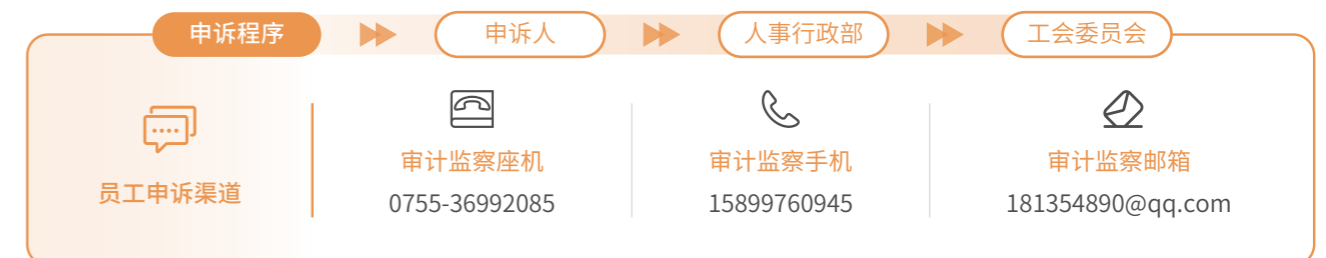 申诉程序
申诉人
人事行政部
工会委员会
员工申诉渠道
审计监察座机
0755-36992085
审计监察手机
15899760945
审计监察邮箱
181354890@qq.com